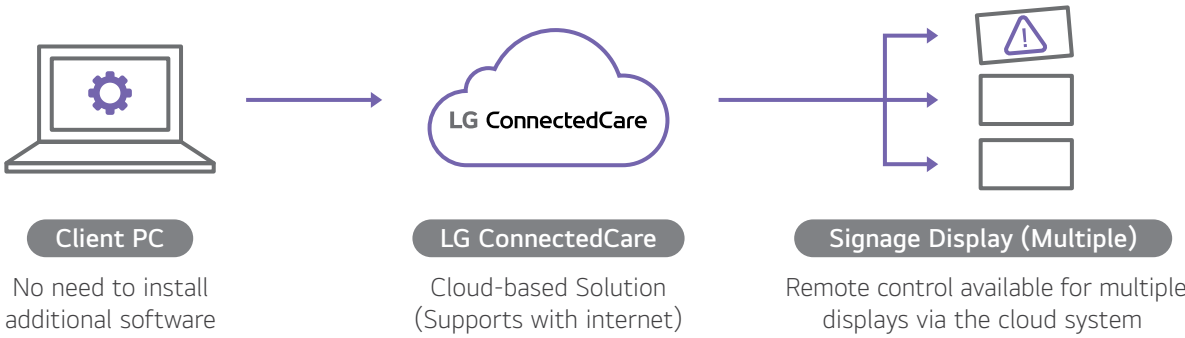 LG ConnectedCare
Client PC
LG ConnectedCare
Signage Display (Multiple)
No need to install
additional software
Cloud-based Solution
(Supports with internet)
Remote control available for multiple
displays via the cloud system